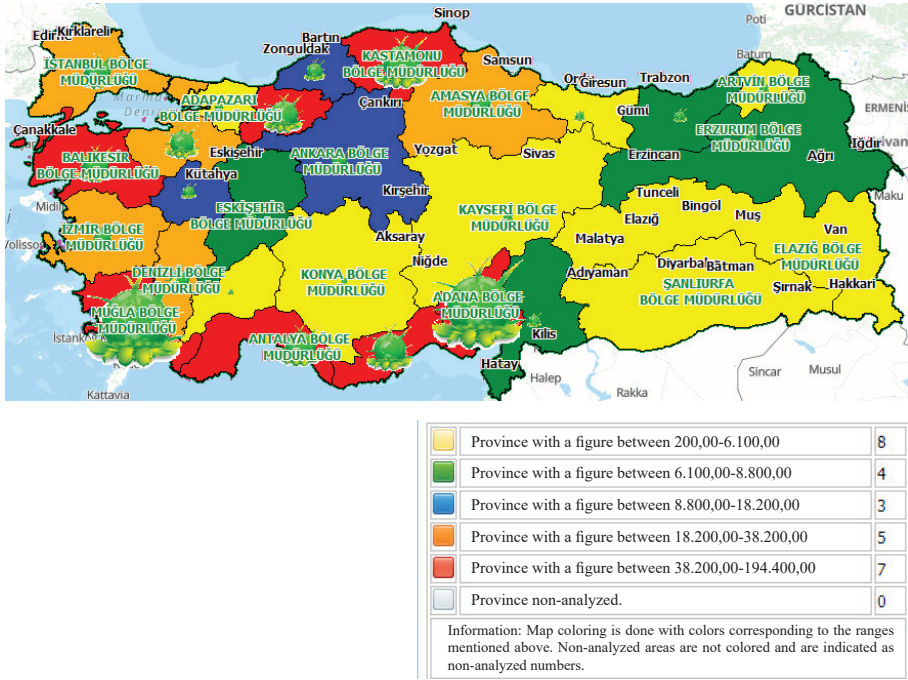 GÜRCİSTAN
Poti
Sinop
Bartın
Zonguldak
Kırklareli
KASTAMONU
BÖLGE MÜDÜRLÜĞÜ
Samsun
Batum
İSTANBUL BÖLGE
MÜDÜRLÜĞÜ
Ordu
Giresun
Trabzon
ARTVİN BÖLGE
MÜDÜRLÜĞÜ
ADAPAZARI
BÖLGE MÜDÜRLÜĞÜ
Çankırı
AMASYA BÖLGE
MÜDÜRLÜĞÜ
Gümi
ERMENİS
Çanakkale
ERZURUM BÖLGE
MÜDÜRLÜĞÜ
Iğdır
BALIKESİR
BÖLGE MÜDÜRLÜĞÜ
Eskişehir
ANKARA BÖLGE
MÜDÜRLÜĞÜ
Yozgat
Sivas
Erzincan
Ağrı
Kütahya
Kırşehir
Tunceli
Maku
Midi
ESKİŞEHİR
BÖLGE MÜDÜRLÜĞÜ
KAYSERİ BÖLGE
MÜDÜRLÜĞÜ
Elazığ
Bingöl
Muş
Van
Volissos
İZMİR BÖLGE
MÜDÜRLÜĞÜ
Aksaray
Malatya
ELAZIĞ BÖLGE
MÜDÜRLÜĞÜ
Niğde
DENİZLİ BÖLGE
MÜDÜRLÜĞÜ
KONYA BÖLGE
MÜDÜRLÜĞÜ
Adıyaman
Batman
ŞANLIURFA
BÖLGE MÜDÜRLÜĞÜ
Şırnak
Hakkari
MUĞLA BÖLGE
MÜDÜRLÜĞÜ
ADANA BÖLGE
MÜDÜRLÜĞÜ
ANTALYA BÖLGE
MÜDÜRLÜĞÜ
Kilis
Hatay
Halep
Sincar
Musul
Rakka
Kattavia
Province with a figure between 200,00-6.100,00 8
Province with a figure between 6.100,00-8.800,00 4
Province with a figure between 8.800,00-18.200,00 3
Province with a figure between 18.200,00-38.200,00 5
Province with a figure between 38.200,00-194.400,00 7
Province non-analyzed. 0
Information: Map coloring is done with colors corresponding to the ranges
mentioned above. Non-analyzed areas are not colored and are indicated as
non-analyzed numbers.